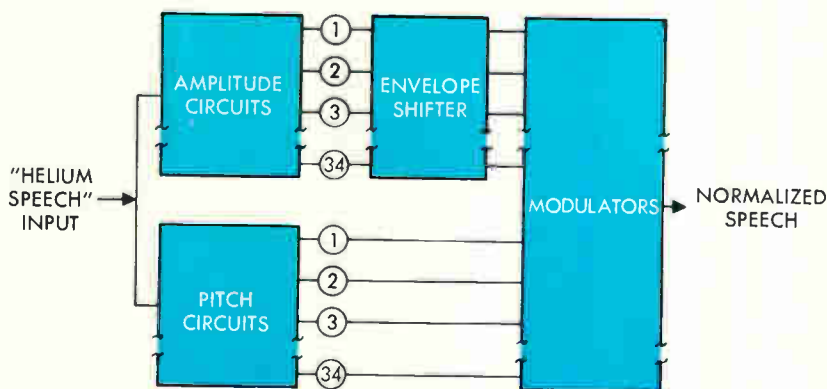 "HELIUM
SPEECH"
INPUT
AMPLITUDE
CIRCUITS
1
2
3
34
ENVELOPE
SHIFTER
PITCH
CIRCUITS
1
2
3
34
MODULATORS
NORMALIZED
SPEECH